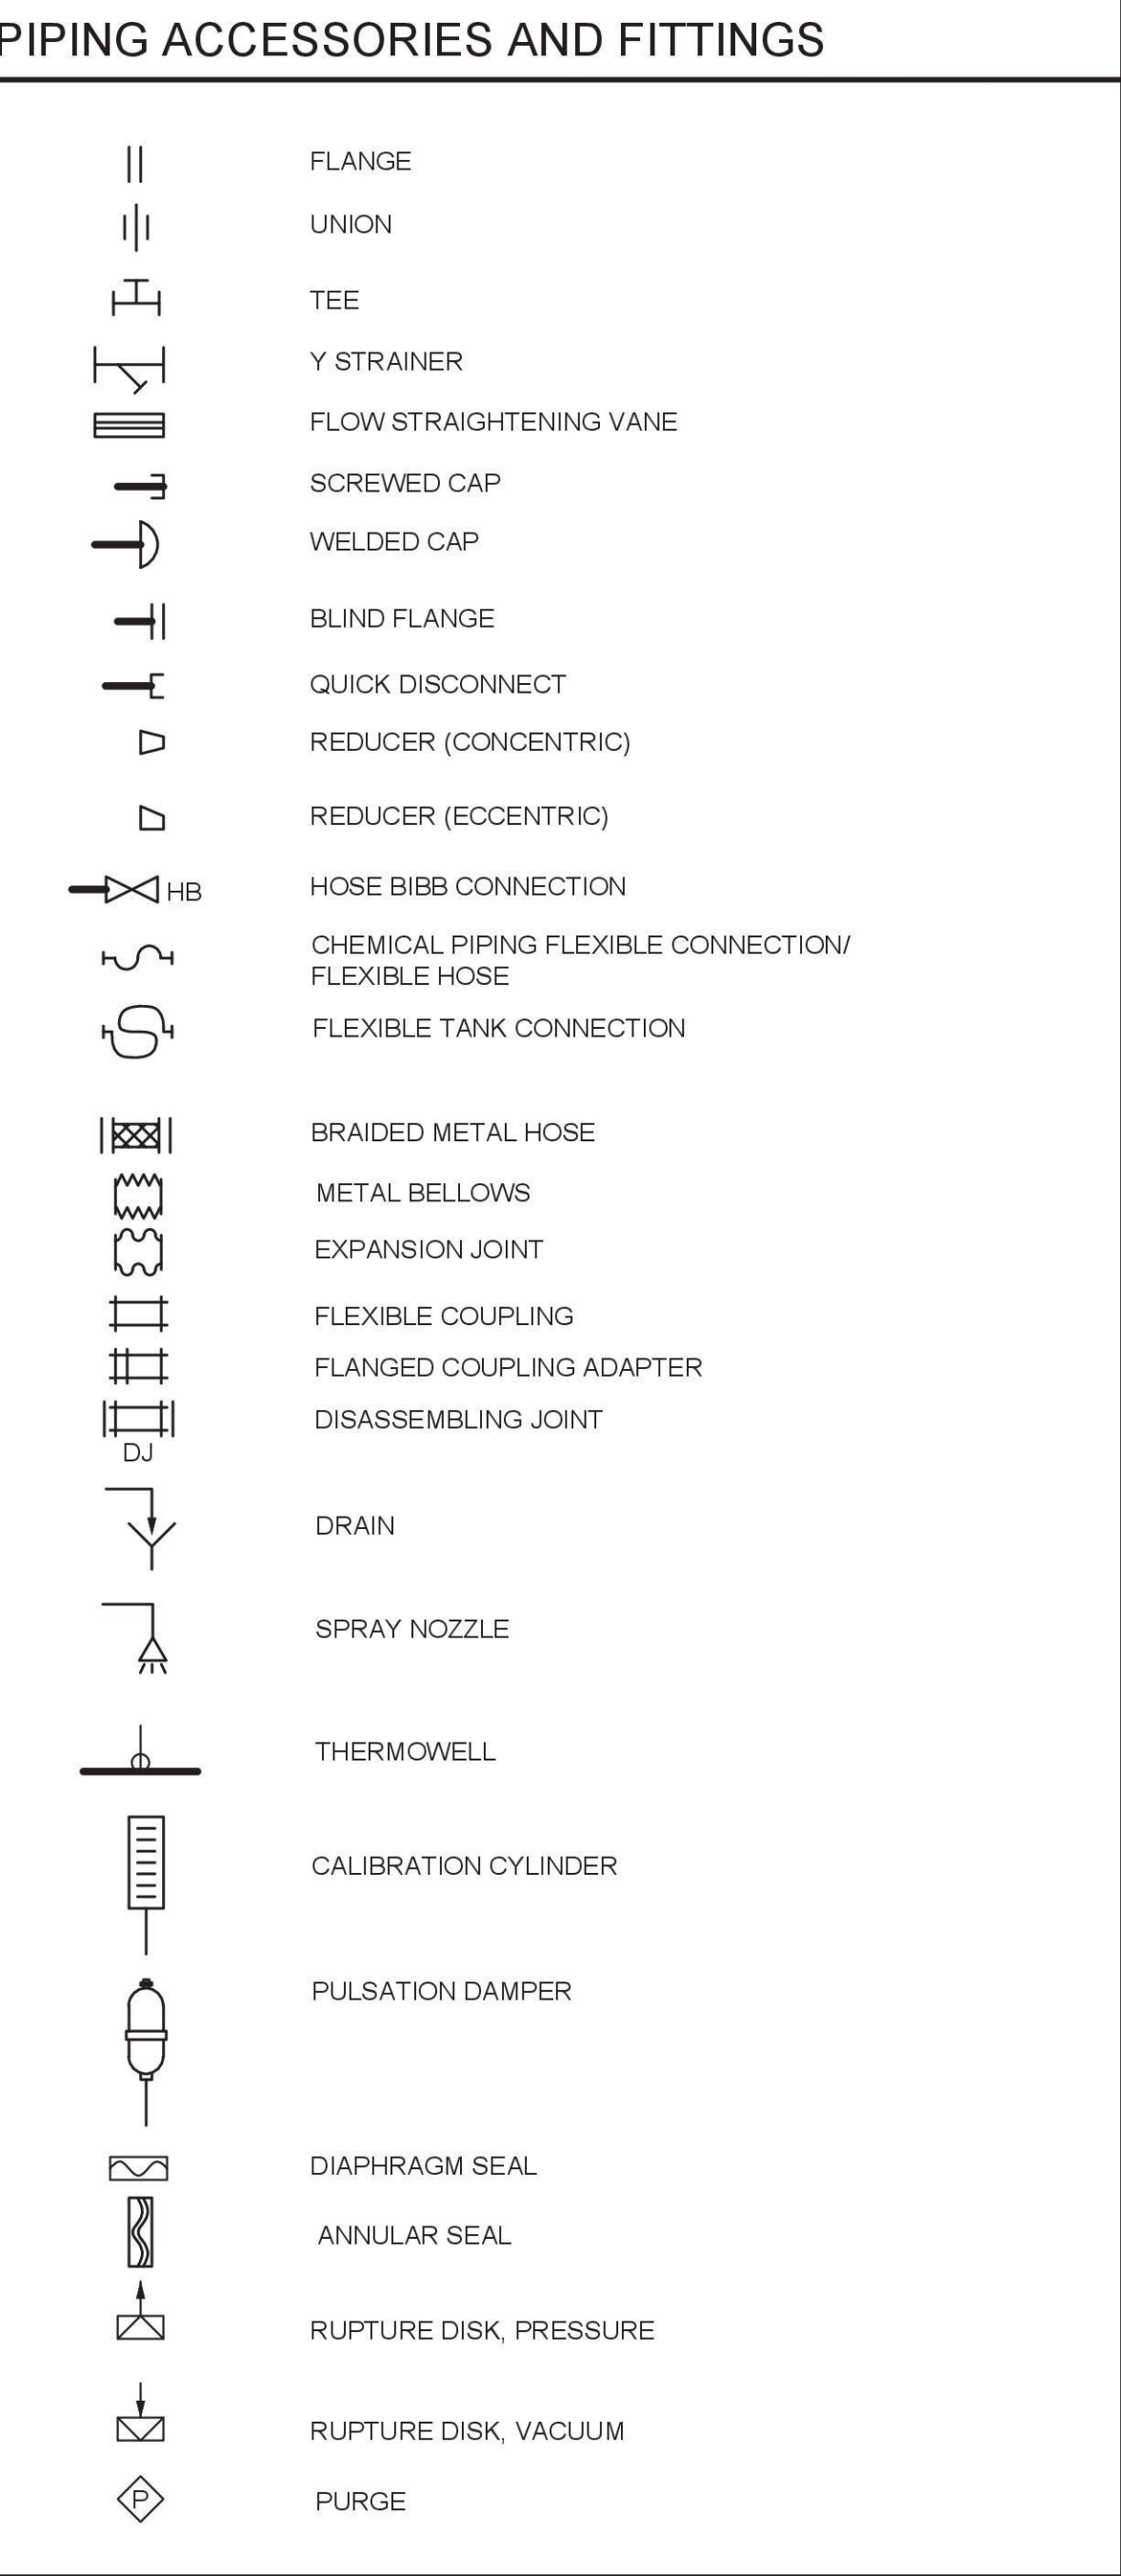 PIPING ACCESSORIES AND FITTINGS
FLANGE
UNION
TEE
Y STRAINER
FLOW STRAIGHTENING VANE
SCREWED CAP
WELDED CAP
BLIND FLANGE
QUICK DISCONNECT
REDUCER (CONCENTRIC)
REDUCER (ECCENTRIC)
HB HOSE BIBB CONNECTION
CHEMICAL PIPING FLEXIBLE CONNECTION/
FLEXIBLE HOSE
FLEXIBLE TANK CONNECTION
BRAIDED METAL HOSE
METAL BELLOWS
EXPANSION JOINT
FLEXIBLE COUPLING
FLANGED COUPLING ADAPTER
DISASSEMBLING JOINT
DJ
DRAIN
SPRAY NOZZLE
THERMOWELL
CALIBRATION CYLINDER
PULSATION DAMPER
DIAPHRAGM SEAL
ANNULAR SEAL
RUPTURE DISK, PRESSURE
RUPTURE DISK, VACUUM
P PURGE